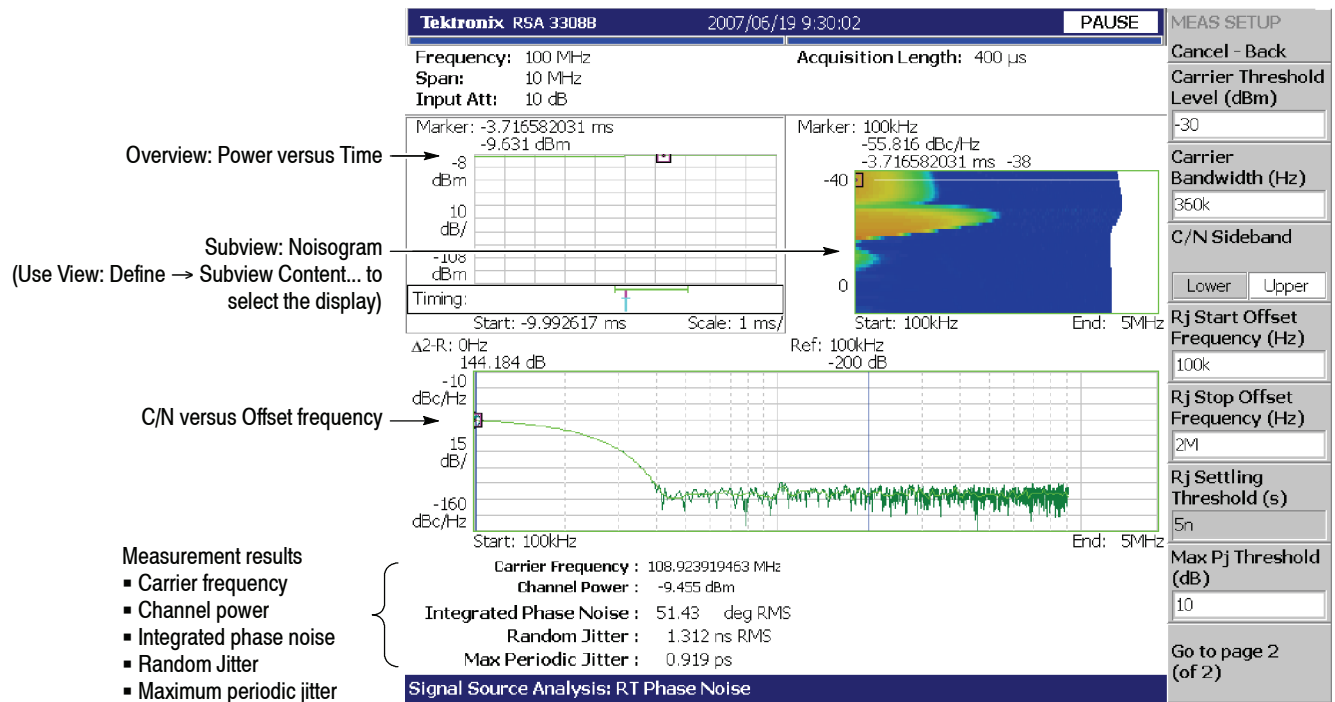 Tektronix RSA 3308B 2007/06/19 9:30:02 PAUSE
Frequency: 100 MHz
Span: 10 MHz
Input Att: 10 dB
Acquisition Length: 400 µs
Overview: Power versus Time
Marker: -3.716582031 ms
-9.631 dBm
-8
dBm
10
dB/
-108
dBm
Timing:
Start: -9.992617 ms Scale: 1 ms/
Subview: Noisogram
(Use View: Define → Subview Content... to
select the display)
Marker: 100kHz
-55.816 dBc/Hz
-3.716582031 ms -38
-40
0
Start: 100kHz End: 5MHz
C/N versus Offset frequency
Δ2-R: 0Hz
144.184 dB
Ref: 100kHz
-200 dB
-10
dBc/Hz
15
dB/
-160
dBc/Hz
Start: 100kHz End: 5MHz
Measurement results
▪ Carrier frequency
▪ Channel power
▪ Integrated phase noise
▪ Random Jitter
▪ Maximum periodic jitter
Carrier Frequency : 108.923919463 MHz
Channel Power : -9.455 dBm
Integrated Phase Noise : 51.43 deg RMS
Random Jitter : 1.312 ns RMS
Max Periodic Jitter : 0.919 ps
Signal Source Analysis: RT Phase Noise
MEAS SETUP
Cancel - Back
Carrier Threshold
Level (dBm)
-30
Carrier
Bandwidth (Hz)
360k
C/N Sideband
Lower Upper
Rj Start Offset
Frequency (Hz)
100k
Rj Stop Offset
Frequency (Hz)
2M
Rj Settling
Threshold (s)
5n
Max Pj Threshold
(dB)
10
Go to page 2
(of 2)